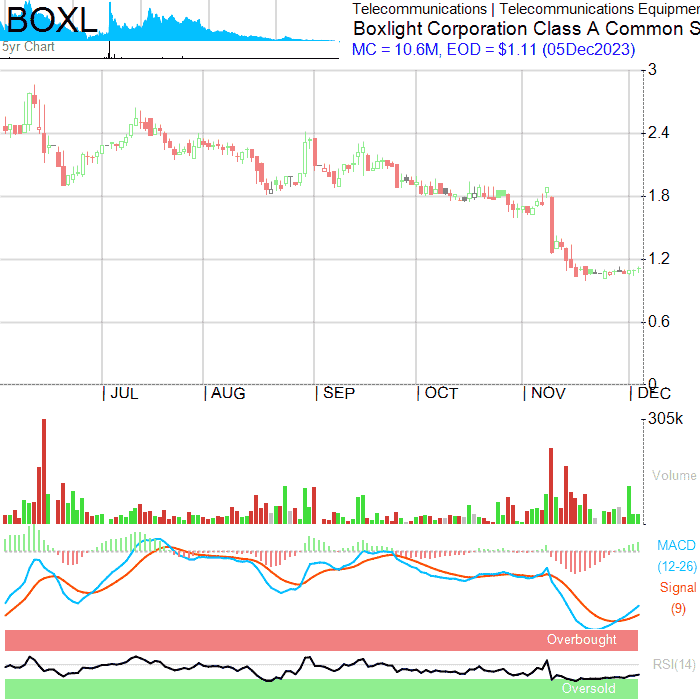 BOXL
5yr Chart
Telecommunications | Telecommunications Equipmen
Boxlight Corporation Class A Common S
MC = 10.6M, EOD = $1.11 (05Dec2023)
3
2.4
1.8
1.2
0.6
0
| JUL | AUG | SEP | OCT | NOV | DEC
305k
Volume
MACD
(12-26)
Signal
(9)
Overbought
RSI(14)
Oversold